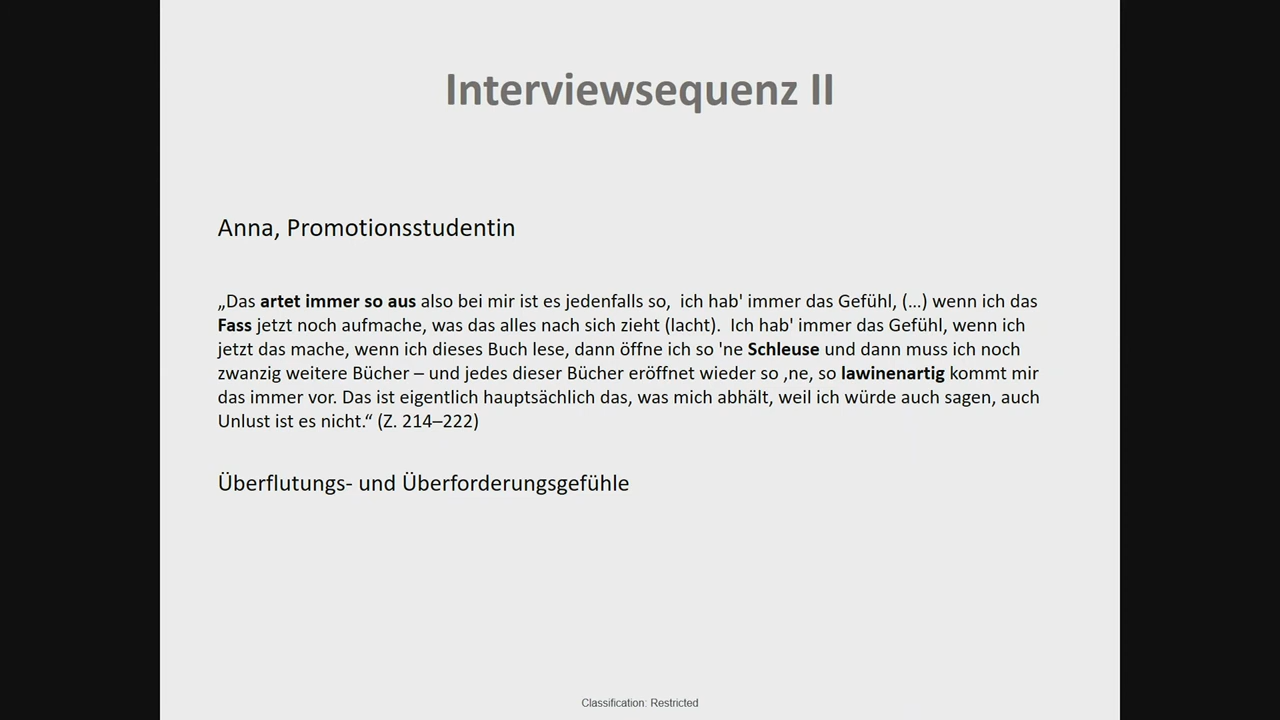 Interviewsequenz II
Anna, Promotionsstudentin
„Das artet immer so aus also bei mir ist es jedenfalls so,  ich hab' immer das Gefühl, (...) wenn ich das
Fass jetzt noch aufmache, was das alles nach sich zieht (lacht).  Ich hab' immer das Gefühl, wenn ich
jetzt das mache, wenn ich dieses Buch lese, dann öffne ich so 'ne Schleuse und dann muss ich noch
zwanzig weitere Bücher – und jedes dieser Bücher eröffnet wieder so ‚ne, so lawinenartig kommt mir
das immer vor. Das ist eigentlich hauptsächlich das, was mich abhält, weil ich würde auch sagen, auch
Unlust ist es nicht.“ (Z. 214–222)
Überflutungs- und Überforderungsgefühle
Classification: Restricted